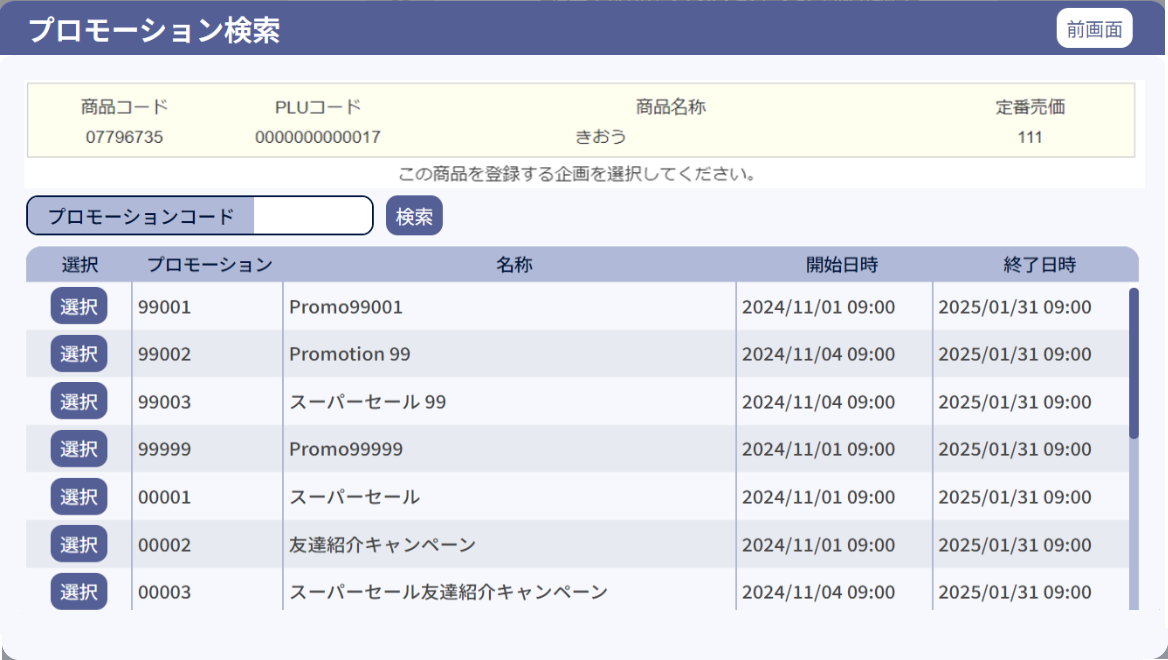 プロモーション検索 前画面
商品コード PLUコード 商品名称 定番売価
07796735 0000000000017 きおう 111
この商品を登録する企画を選択してください。
プロモーションコード 検索
選択 プロモーション 名称 開始日時 終了日時
選択 99001 Promo99001 2024/11/01 09:00 2025/01/31 09:00
選択 99002 Promotion 99 2024/11/04 09:00 2025/01/31 09:00
選択 99003 スーパーセール 99 2024/11/04 09:00 2025/01/31 09:00
選択 99999 Promo99999 2024/11/01 09:00 2025/01/31 09:00
選択 00001 スーパーセール 2024/11/01 09:00 2025/01/31 09:00
選択 00002 友達紹介キャンペーン 2024/11/01 09:00 2025/01/31 09:00
選択 00003 スーパーセール友達紹介キャンペーン 2024/11/04 09:00 2025/01/31 09:00